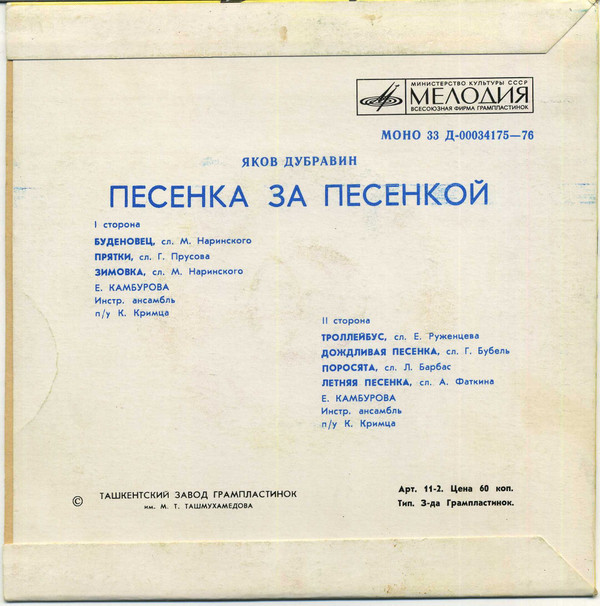 МИНИСТЕРСТВО КУЛЬТУРЫ СССР
МЕЛОДИЯ
ВСЕСОЮЗНАЯ ФИРМА ГРАМПЛАСТИНОК
МОНО 33 Д-00034175—76
ЯКОВ ДУБРАВИН
ПЕСЕНКА ЗА ПЕСЕНКОЙ
I сторона
БУДЕНОВЕЦ, сл. М. Наринского
ПРЯТКИ, сл. Г. Прусова
ЗИМОВКА, сл. М. Наринского
Е. КАМБУРОВА
Инстр. ансамбль
п/у К. Кримца
II сторона
ТРОЛЛЕЙБУС, сл. Е. Руженцева
ДОЖДЛИВАЯ ПЕСЕНКА, сл. Г. Бубель
ПОРОСЯТА, сл. Л. Барбас
ЛЕТНЯЯ ПЕСЕНКА, сл. А. Фаткина
Е. КАМБУРОВА
Инстр. ансамбль
п/у К. Кримца
© ТАШКЕНТСКИЙ ЗАВОД ГРАМПЛАСТИНОК
им. М. Т. ТАШМУХАМЕДОВА
Арт. 11-2. Цена 60 коп.
Тип. З-да Грампластинок.